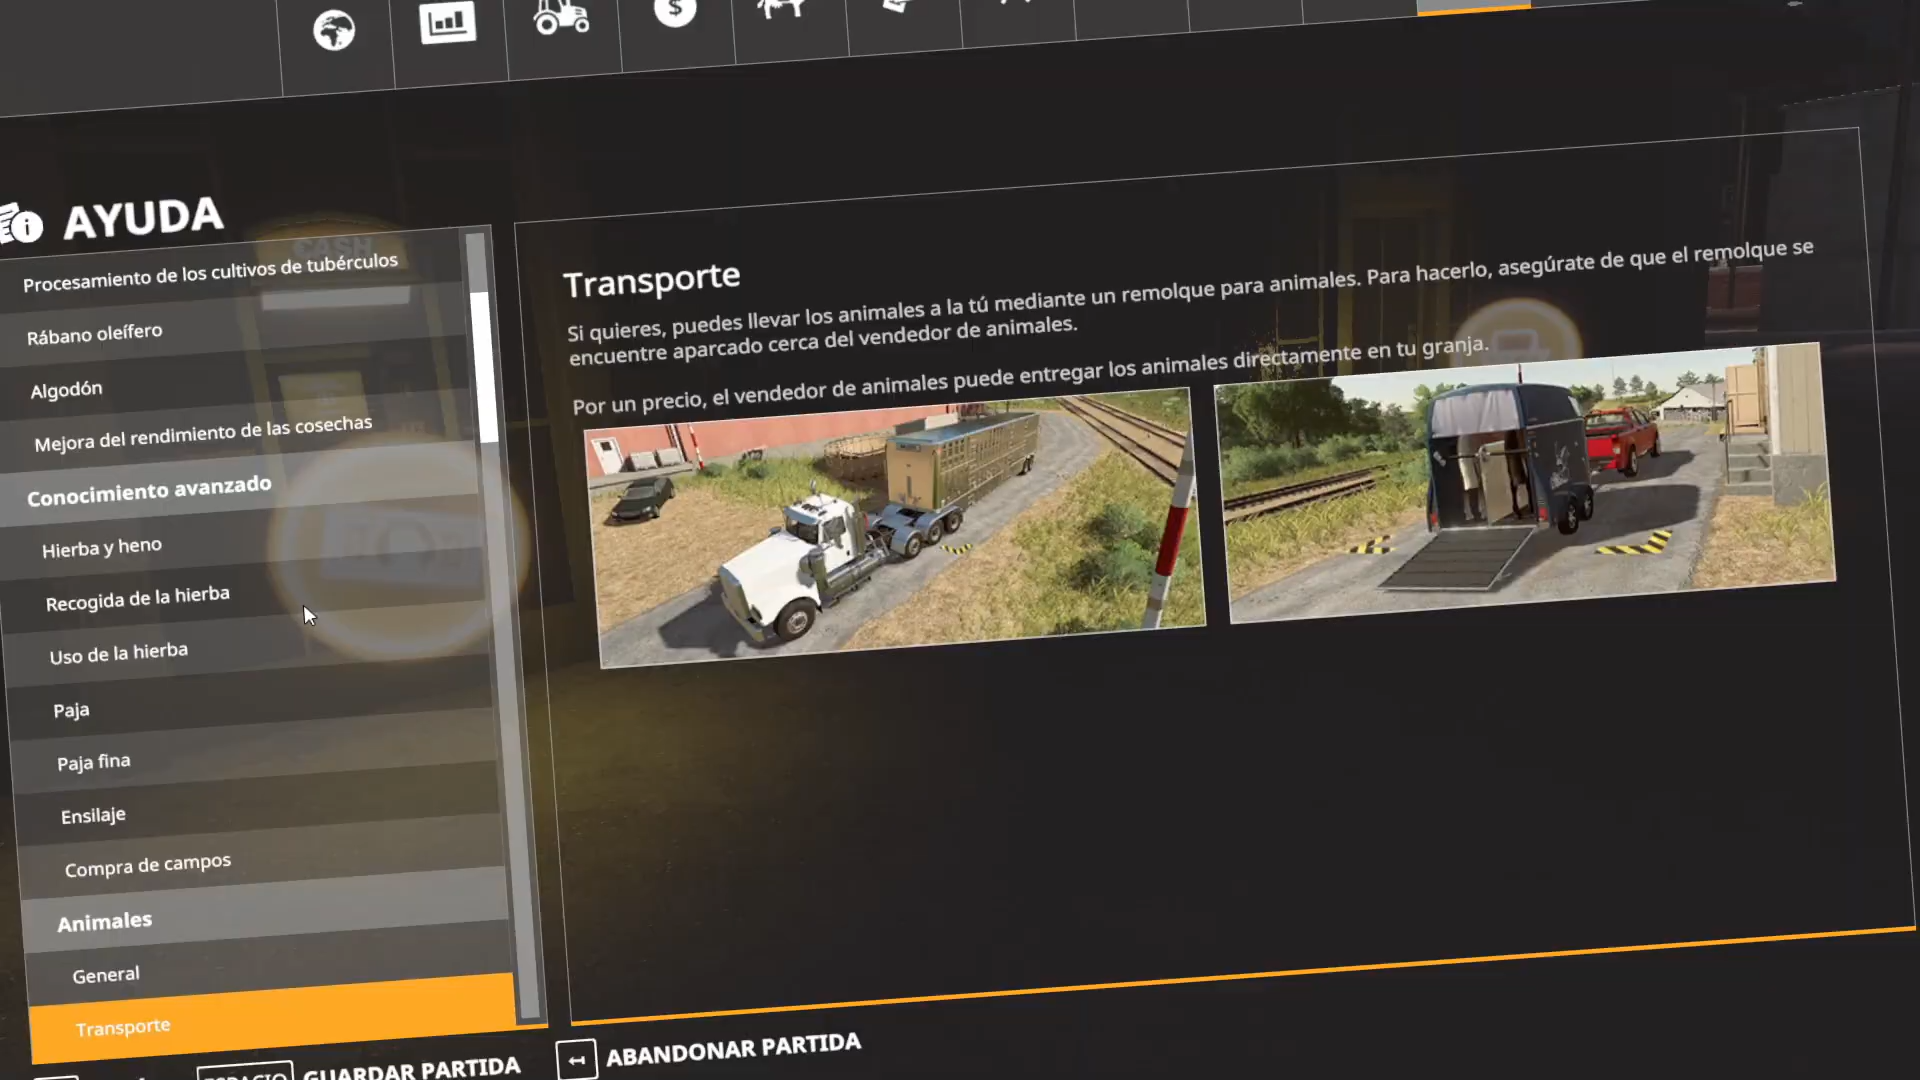 AYUDA
Procesamiento de los cultivos de tubérculos
Rábano oleífero
Algodón
Mejora del rendimiento de las cosechas
Conocimiento avanzado
Hierba y heno
Recogida de la hierba
Uso de la hierba
Paja
Paja fina
Ensilaje
Compra de campos
Animales
General
Transporte
Transporte
Si quieres, puedes llevar los animales a la tú mediante un remolque para animales. Para hacerlo, asegúrate de que el remolque se
encuentre aparcado cerca del vendedor de animales.
Por un precio, el vendedor de animales puede entregar los animales directamente en tu granja.
CASH
ESPACIO GUARDAR PARTIDA
ABANDONAR PARTIDA